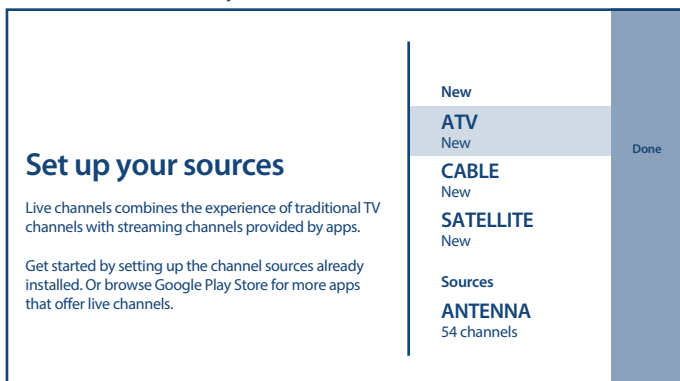 Set up your sources
Live channels combines the experience of traditional TV
channels with streaming channels provided by apps.
Get started by setting up the channel sources already
installed. Or browse Google Play Store for more apps
that offer live channels.
New
ATV
New
CABLE
New
SATELLITE
New
Sources
ANTENNA
54 channels
Done